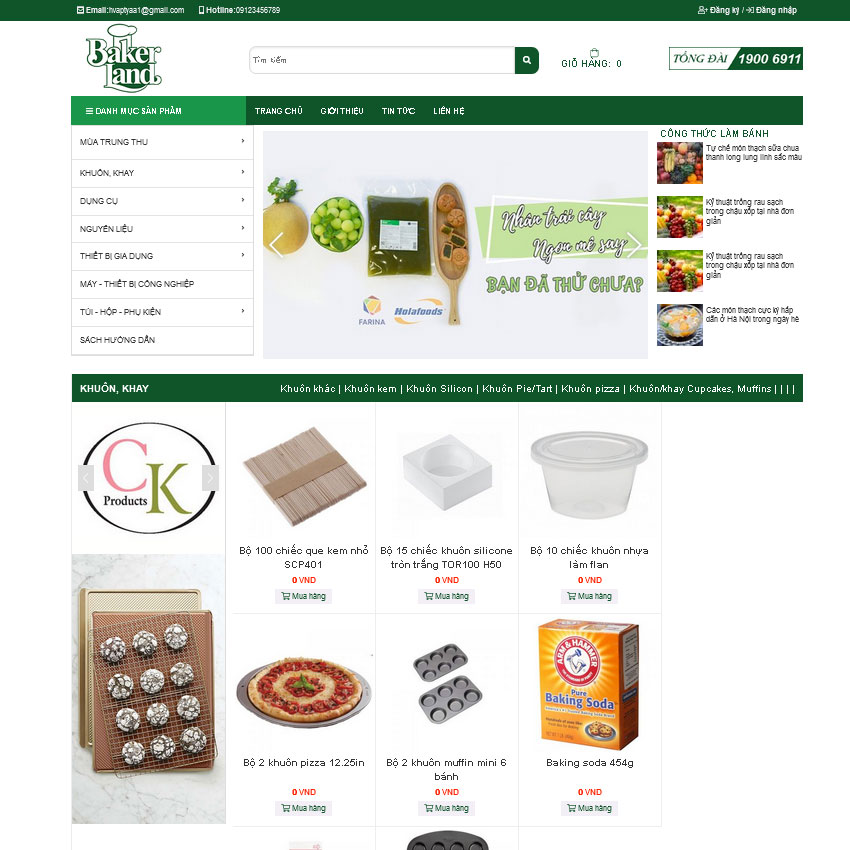 Email:hvaptyaa1@gmail.com
Hotline:09123456789
Đăng ký / Đăng nhập
Baker
land
Tìm kiếm
GIỎ HÀNG: 0
TỔNG ĐÀI 1900 6911
DANH MỤC SẢN PHẨM
TRANG CHỦ
GIỚI THIỆU
TIN TỨC
LIÊN HỆ
MÙA TRUNG THU
KHUÔN, KHAY
DỤNG CỤ
NGUYÊN LIỆU
THIẾT BỊ GIA DỤNG
MÁY - THIẾT BỊ CÔNG NGHIỆP
TÚI - HỘP - PHỤ KIỆN
SÁCH HƯỚNG DẪN
Nhân trái cây
Ngon mê say
BẠN ĐÃ THỬ CHƯA?
FARINA
Holafoods
CÔNG THỨC LÀM BÁNH
Tự chế món thạch sữa chua
thanh long lung linh sắc màu
Kỹ thuật trồng rau sạch
trong chậu xốp tại nhà đơn
giản
Kỹ thuật trồng rau sạch
trong chậu xốp tại nhà đơn
giản
Các món thạch cực kỳ hấp
dẫn ở Hà Nội trong ngày hè
KHUÔN, KHAY
Khuôn khác | Khuôn kem | Khuôn Silicon | Khuôn Pie/Tart | Khuôn pizza | Khuôn/khay Cupcakes, Muffins | | | |
CK
Products
Bộ 100 chiếc que kem nhỏ
SCP401
0 VND
Mua hàng
Bộ 15 chiếc khuôn silicone
tròn trắng TOR100 H50
0 VND
Mua hàng
Bộ 10 chiếc khuôn nhựa
làm flan
0 VND
Mua hàng
Bộ 2 khuôn pizza 12.25in
0 VND
Mua hàng
Bộ 2 khuôn muffin mini 6
bánh
0 VND
Mua hàng
ARM & HAMMER
Pure
Baking Soda
Baking soda 454g
0 VND
Mua hàng